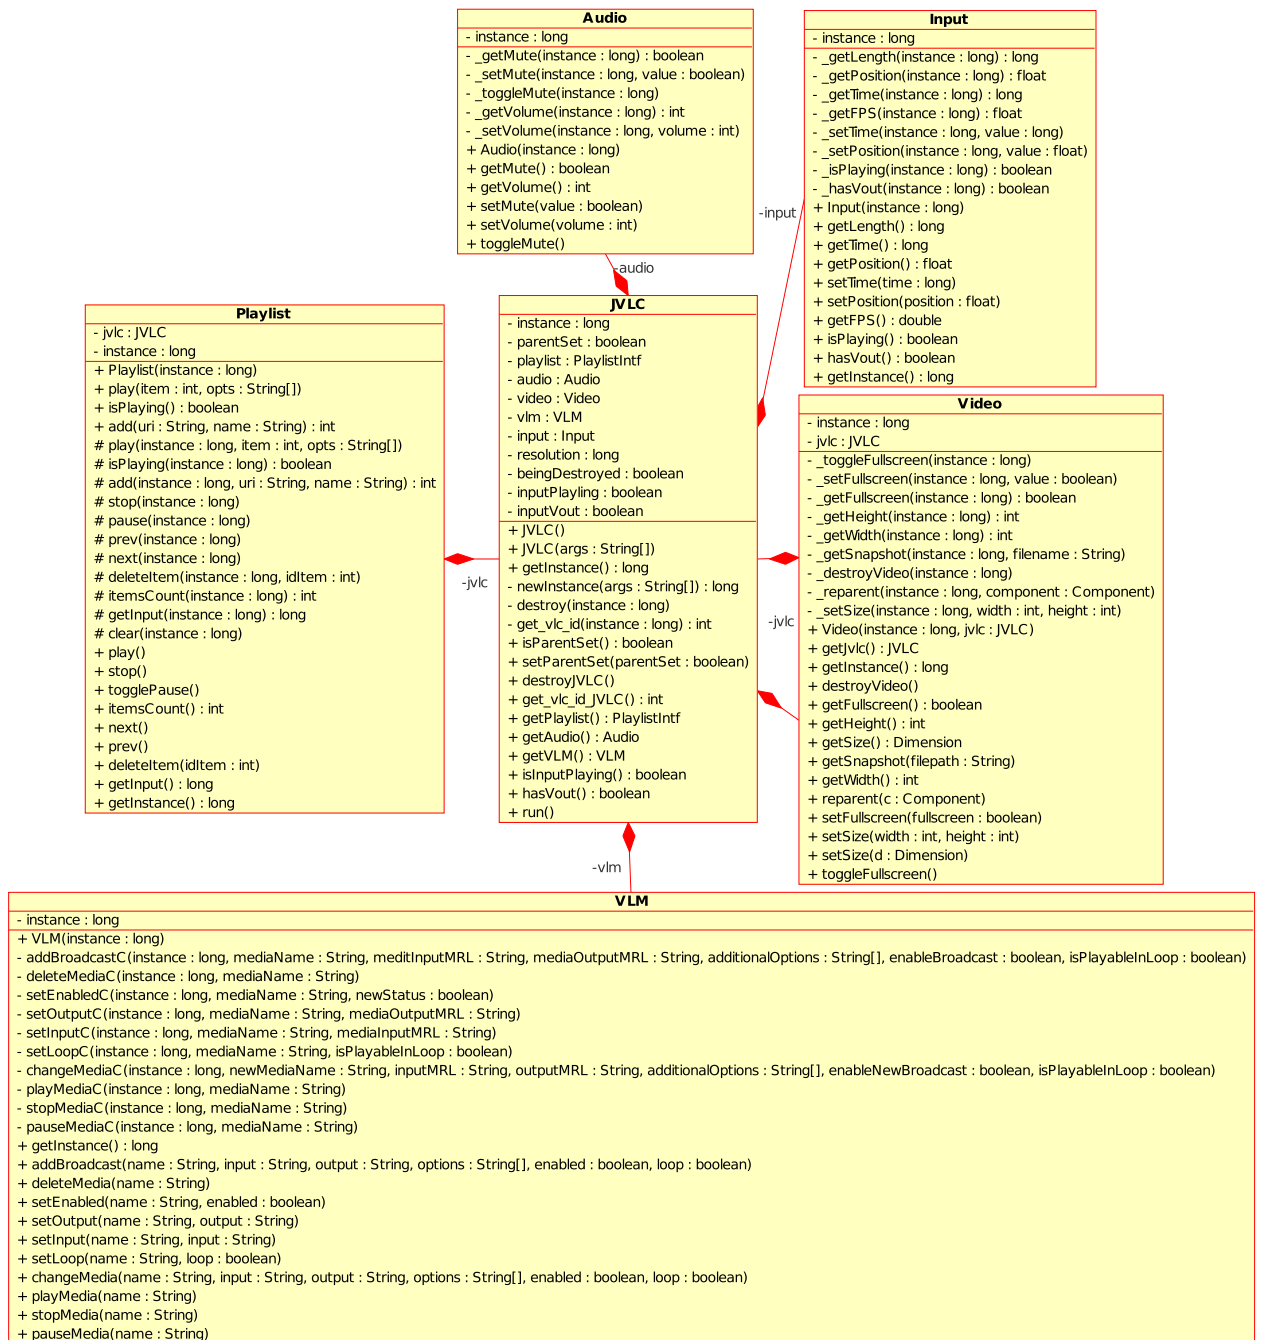 Audio
- instance : long
- _getMute(instance : long) : boolean
- _setMute(instance : long, value : boolean)
- _toggleMute(instance : long)
- _getVolume(instance : long) : int
- _setVolume(instance : long, volume : int)
+ Audio(instance : long)
+ getMute() : boolean
+ getVolume() : int
+ setMute(value : boolean)
+ setVolume(volume : int)
+ toggleMute()
Input
- instance : long
- _getLength(instance : long) : long
- _getPosition(instance : long) : float
- _getTime(instance : long) : long
- _getFPS(instance : long) : float
- _setTime(instance : long, value : long)
- _setPosition(instance : long, value : float)
- _isPlaying(instance : long) : boolean
- _hasVout(instance : long) : boolean
+ Input(instance : long)
+ getLength() : long
+ getTime() : long
+ getPosition() : float
+ setTime(time : long)
+ setPosition(position : float)
+ getFPS() : double
+ isPlaying() : boolean
+ hasVout() : boolean
+ getInstance() : long
-input
-audio
Playlist
- jvlc : JVLC
- instance : long
+ Playlist(instance : long)
+ play(item : int, opts : String[])
+ isPlaying() : boolean
+ add(uri : String, name : String) : int
# play(instance : long, item : int, opts : String[])
# isPlaying(instance : long) : boolean
# add(instance : long, uri : String, name : String) : int
# stop(instance : long)
# pause(instance : long)
# prev(instance : long)
# next(instance : long)
# deleteItem(instance : long, idItem : int)
# itemsCount(instance : long) : int
# getInput(instance : long) : long
# clear(instance : long)
+ play()
+ stop()
+ togglePause()
+ itemsCount() : int
+ next()
+ prev()
+ deleteItem(idItem : int)
+ getInput() : long
+ getInstance() : long
-jvlc
JVLC
- instance : long
- parentSet : boolean
- playlist : PlaylistIntf
- audio : Audio
- video : Video
- vlm : VLM
- input : Input
- resolution : long
- beingDestroyed : boolean
- inputPlayling : boolean
- inputVout : boolean
+ JVLC()
+ JVLC(args : String[])
+ getInstance() : long
- newInstance(args : String[]) : long
- destroy(instance : long)
- get_vlc_id(instance : long) : int
+ isParentSet() : boolean
+ setParentSet(parentSet : boolean)
+ destroyJVLC()
+ get_vlc_id_JVLC() : int
+ getPlaylist() : PlaylistIntf
+ getAudio() : Audio
+ getVLM() : VLM
+ isInputPlaying() : boolean
+ hasVout() : boolean
+ run()
-jvlc
Video
- instance : long
- jvlc : JVLC
- _toggleFullscreen(instance : long)
- _setFullscreen(instance : long, value : boolean)
- _getFullscreen(instance : long) : boolean
- _getHeight(instance : long) : int
- _getWidth(instance : long) : int
- _getSnapshot(instance : long, filename : String)
- _destroyVideo(instance : long)
- _reparent(instance : long, component : Component)
- _setSize(instance : long, width : int, height : int)
+ Video(instance : long, jvlc : JVLC)
+ getJvlc() : JVLC
+ getInstance() : long
+ destroyVideo()
+ getFullscreen() : boolean
+ getHeight() : int
+ getSize() : Dimension
+ getSnapshot(filepath : String)
+ getWidth() : int
+ reparent(c : Component)
+ setFullscreen(fullscreen : boolean)
+ setSize(width : int, height : int)
+ setSize(d : Dimension)
+ toggleFullscreen()
-vlm
VLM
- instance : long
+ VLM(instance : long)
- addBroadcastC(instance : long, mediaName : String, meditInputMRL : String, mediaOutputMRL : String, additionalOptions : String[], enableBroadcast : boolean, isPlayableInLoop : boolean)
- deleteMediaC(instance : long, mediaName : String)
- setEnabledC(instance : long, mediaName : String, newStatus : boolean)
- setOutputC(instance : long, mediaName : String, mediaOutputMRL : String)
- setInputC(instance : long, mediaName : String, mediaInputMRL : String)
- setLoopC(instance : long, mediaName : String, isPlayableInLoop : boolean)
- changeMediaC(instance : long, newMediaName : String, inputMRL : String, outputMRL : String, additionalOptions : String[], enableNewBroadcast : boolean, isPlayableInLoop : boolean)
- playMediaC(instance : long, mediaName : String)
- stopMediaC(instance : long, mediaName : String)
- pauseMediaC(instance : long, mediaName : String)
+ getInstance() : long
+ addBroadcast(name : String, input : String, output : String, options : String[], enabled : boolean, loop : boolean)
+ deleteMedia(name : String)
+ setEnabled(name : String, enabled : boolean)
+ setOutput(name : String, output : String)
+ setInput(name : String, input : String)
+ setLoop(name : String, loop : boolean)
+ changeMedia(name : String, input : String, output : String, options : String[], enabled : boolean, loop : boolean)
+ playMedia(name : String)
+ stopMedia(name : String)
+ pauseMedia(name : String)